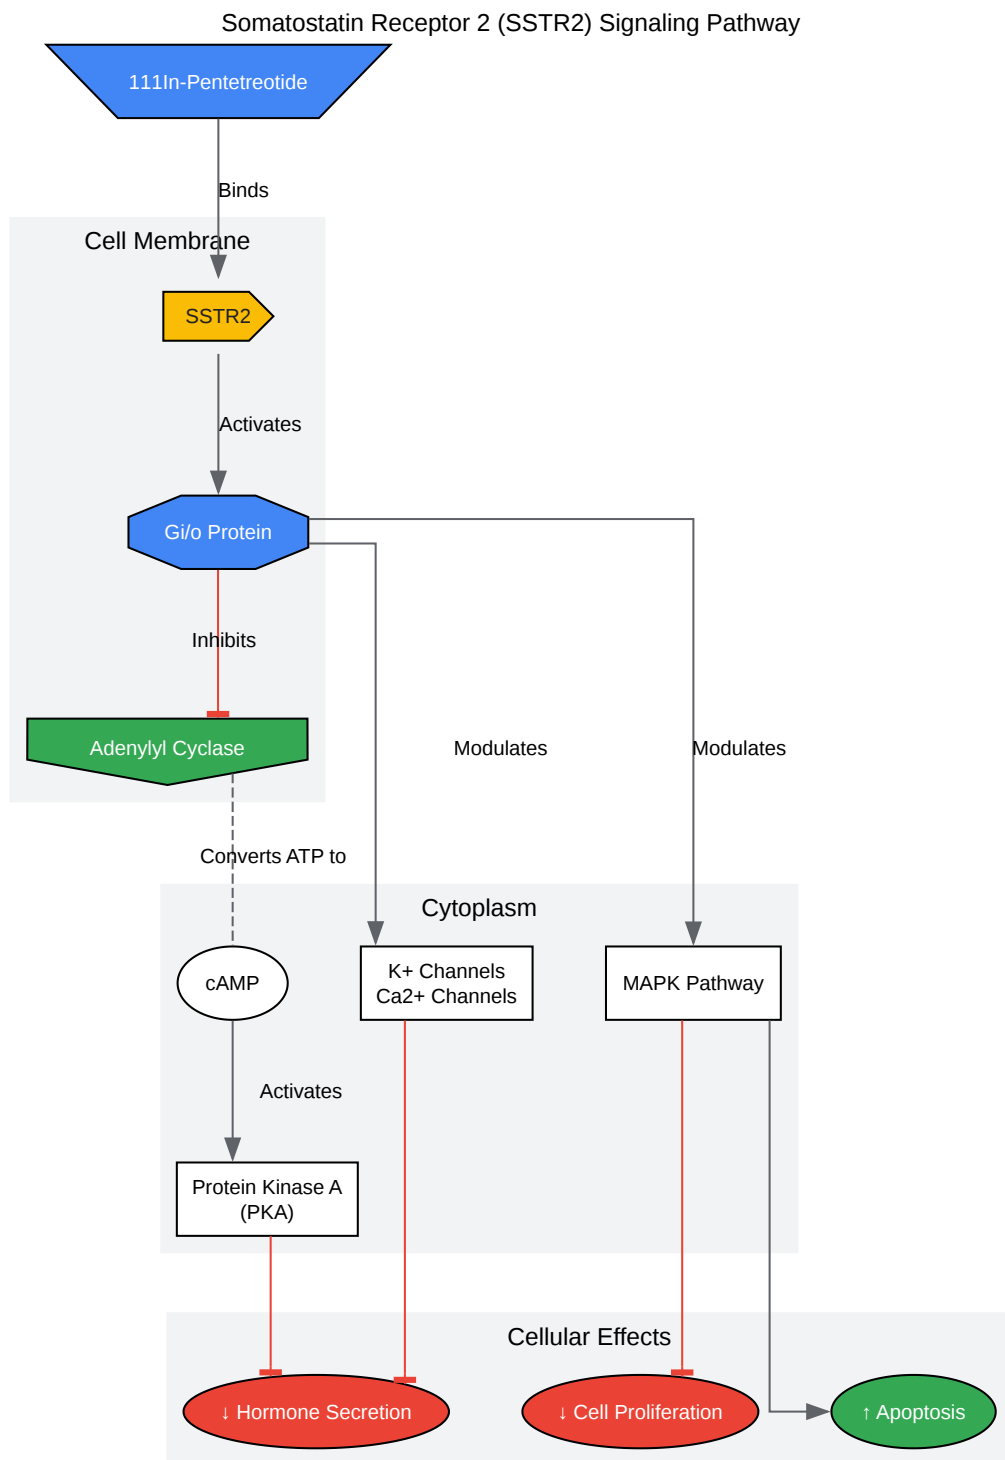 Somatostatin Receptor 2 (SSTR2) Signaling Pathway
111In-Pentetreotide
Binds
Cell Membrane
SSTR2
Activates
Gi/o Protein
Inhibits
Adenylyl Cyclase
Modulates
Modulates
Converts ATP to
Cytoplasm
cAMP
K+ Channels
Ca2+ Channels
MAPK Pathway
Activates
Protein Kinase A
(PKA)
Cellular Effects
↓ Hormone Secretion
↓ Cell Proliferation
↑ Apoptosis